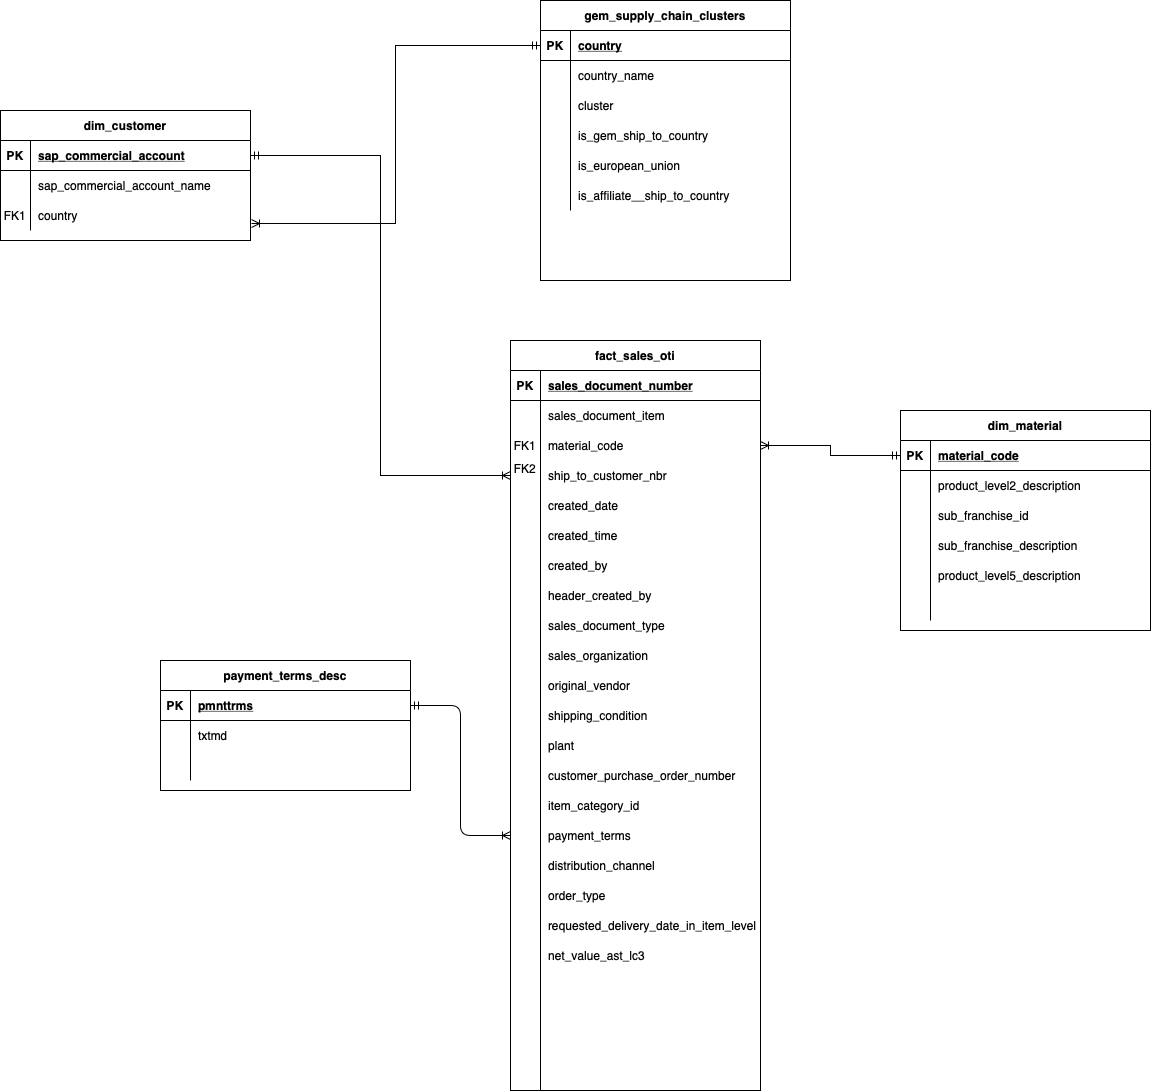 gem_supply_chain_clusters
PK country
country_name
cluster
is_gem_ship_to_country
is_european_union
is_affiliate__ship_to_country
dim_customer
PK sap_commercial_account
sap_commercial_account_name
FK1 country
fact_sales_oti
PK sales_document_number
sales_document_item
FK1 material_code
FK2 ship_to_customer_nbr
created_date
created_time
created_by
header_created_by
sales_document_type
sales_organization
original_vendor
shipping_condition
plant
customer_purchase_order_number
item_category_id
payment_terms
distribution_channel
order_type
requested_delivery_date_in_item_level
net_value_ast_lc3
dim_material
PK material_code
product_level2_description
sub_franchise_id
sub_franchise_description
product_level5_description
payment_terms_desc
PK pmnttrms
txtmd